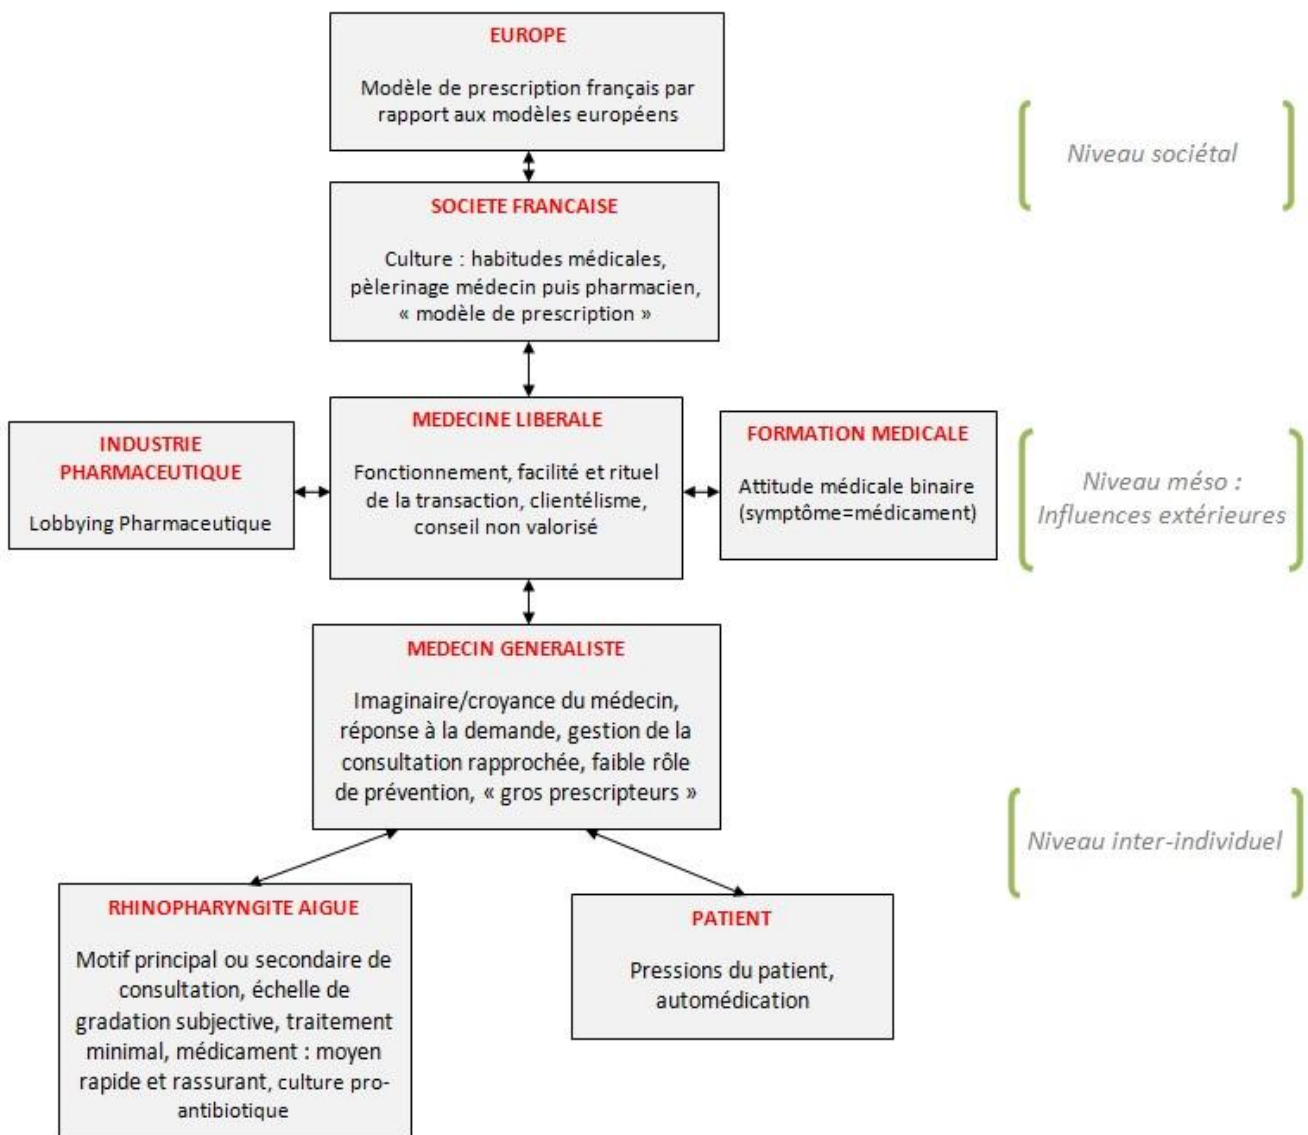 EUROPE
Modèle de prescription français par
rapport aux modèles européens
Niveau sociétal
SOCIETE FRANCAISE
Culture : habitudes médicales,
pèlerinage médecin puis pharmacien,
« modèle de prescription »
INDUSTRIE
PHARMACEUTIQUE
Lobbying Pharmaceutique
MEDECINE LIBERALE
Fonctionnement, facilité et rituel
de la transaction, clientélisme,
conseil non valorisé
FORMATION MEDICALE
Attitude médicale binaire
(symptôme=médicament)
Niveau méso :
Influences extérieures
MEDECIN GENERALISTE
Imaginaire/croyance du médecin,
réponse à la demande, gestion de la
consultation rapprochée, faible rôle
de prévention, « gros prescripteurs »
Niveau inter-individuel
RHINOPHARYNGITE AIGUE
Motif principal ou secondaire de
consultation, échelle de
gradation subjective, traitement
minimal, médicament : moyen
rapide et rassurant, culture pro-
antibiotique
PATIENT
Pressions du patient,
automédication